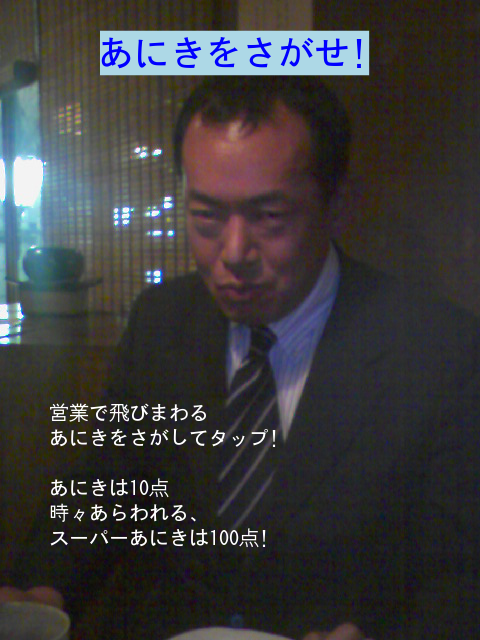 あにきをさがせ!
営業で飛びまわる
あにきをさがしてタップ!
あにきは10点
時々あらわれる、
スーパーあにきは100点!